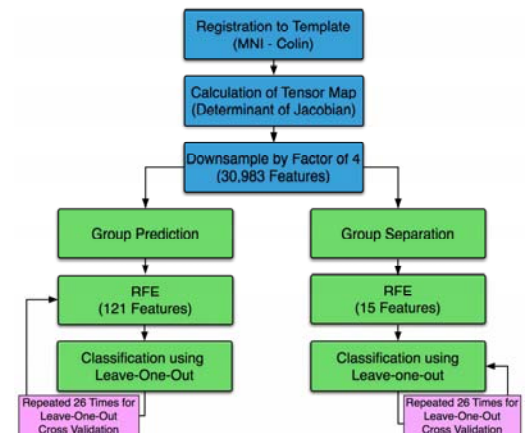 Registration to Template
(MNI - Colin)
Calculation of Tensor Map
(Determinant of Jacobian)
Downsample by Factor of 4
(30,983 Features)
Group Prediction
Group Separation
RFE
(121 Features)
RFE
(15 Features)
Classification using
Leave-One-Out
Classification using
Leave-one-out
Repeated 26 Times for
Leave-One-Out
Cross Validation
Repeated 26 Times for
Leave-One-Out
Cross Validation